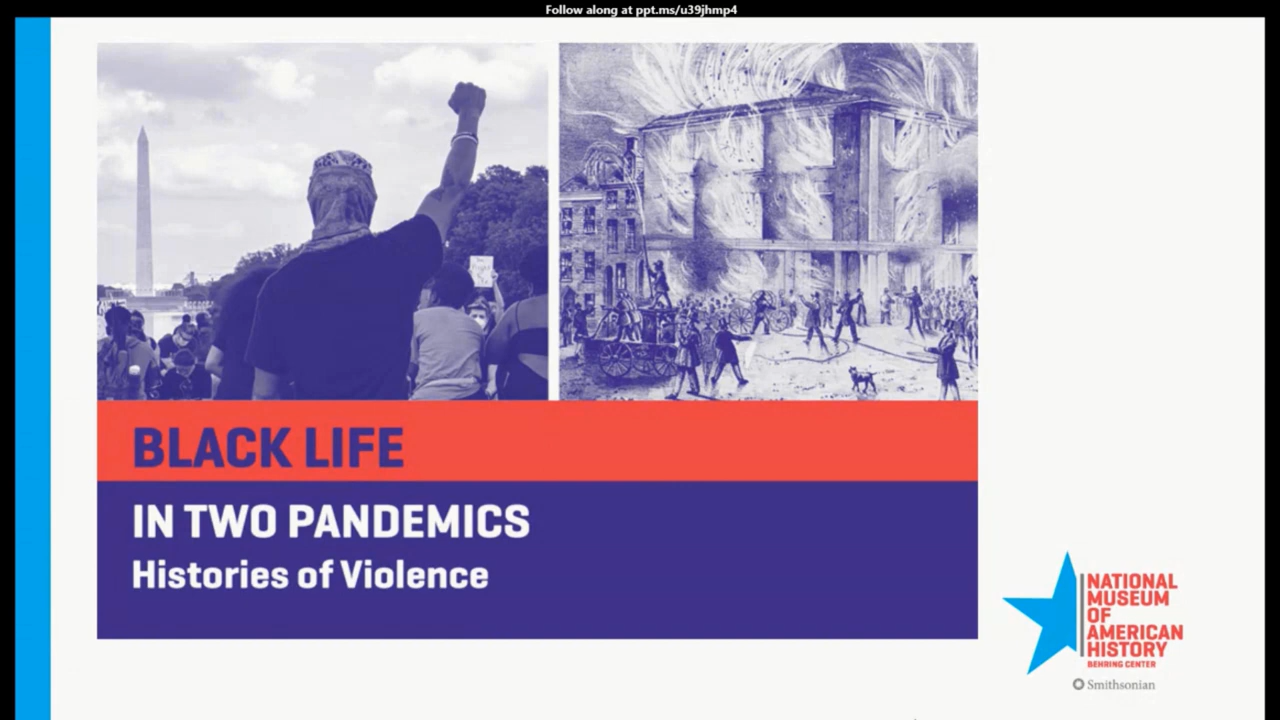 Follow along at ppt.ms/u39jhmp4
BLACK LIFE
IN TWO PANDEMICS
Histories of Violence
NATIONAL
MUSEUM
OF
AMERICAN
HISTORY
BEHRING CENTER
Smithsonian